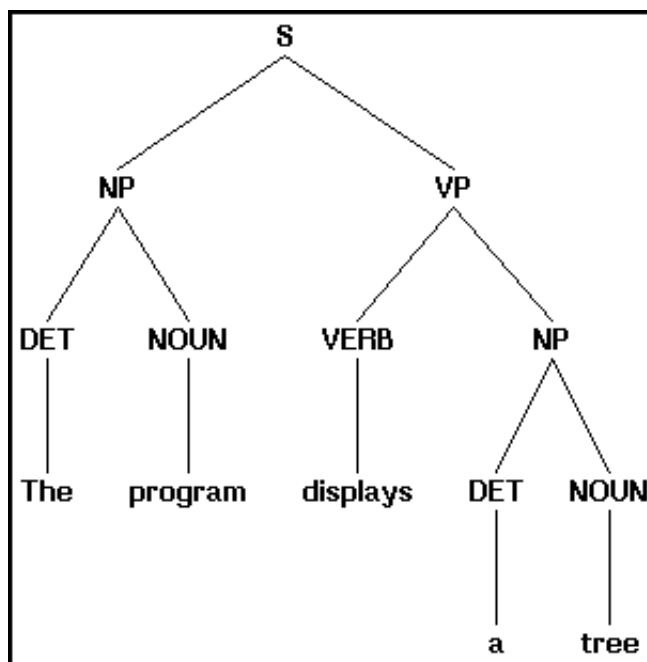 S
NP VP
DET NOUN VERB NP
The program displays DET NOUN
a tree